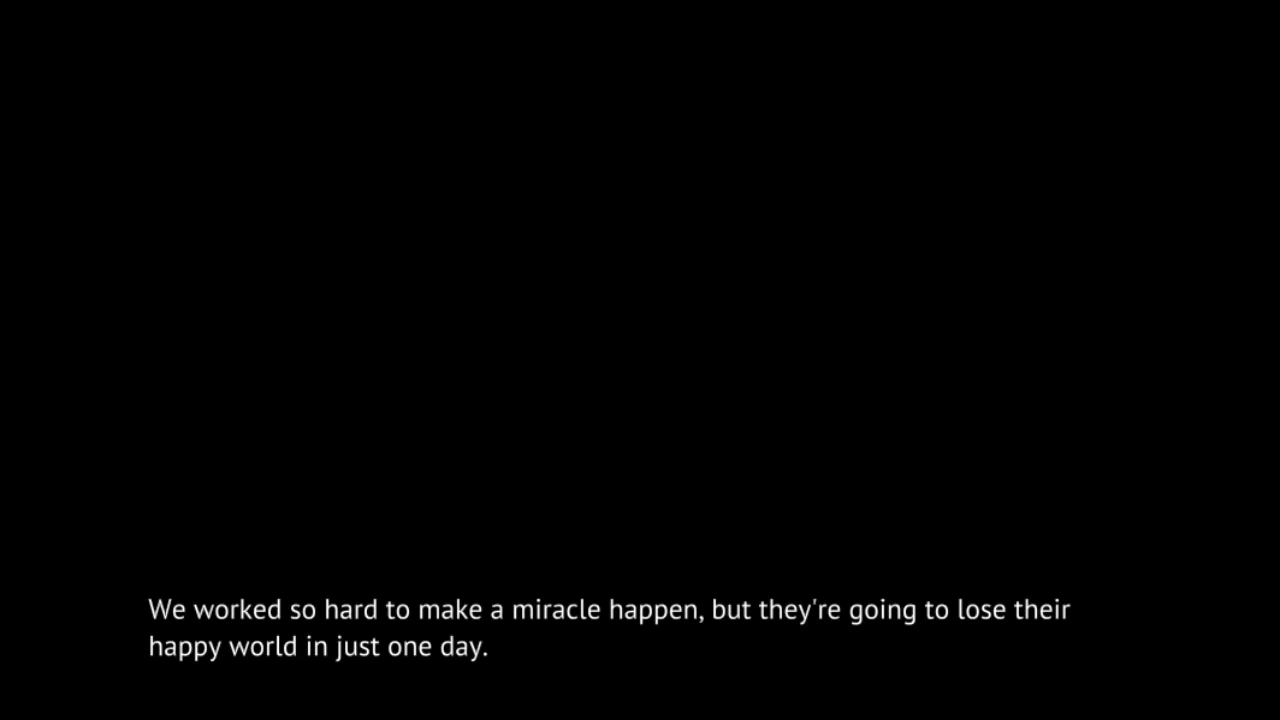 We worked so hard to make a miracle happen, but they're going to lose their
happy world in just one day.